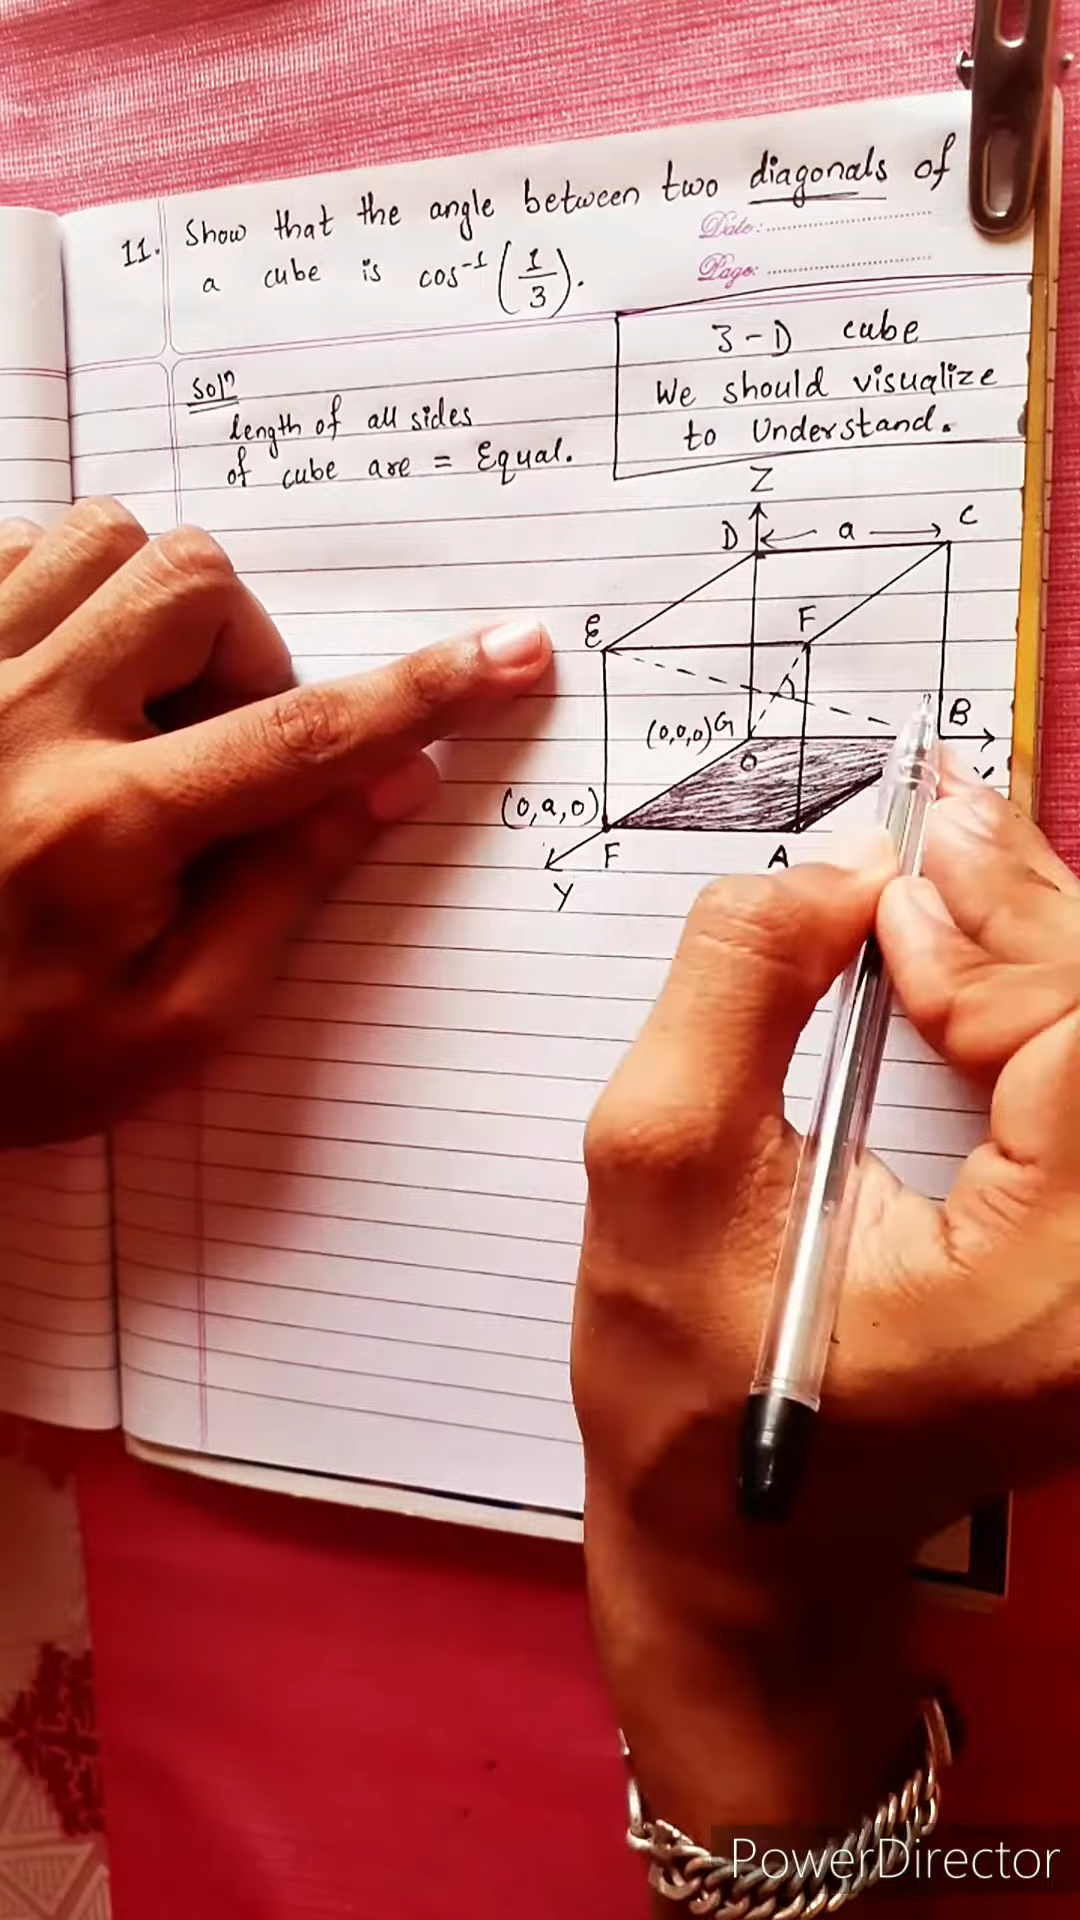 11. Show that the angle between two diagonals of
Date:
a cube is cos⁻¹(1/3).
Page:
3-D cube
We should visualize
to Understand.
Solⁿ
length of all sides
of cube are = Equal.
Z
D ← a → C
E F
(0,0,0) G B
O
(0,a,0)
F A
Y
PowerDirector